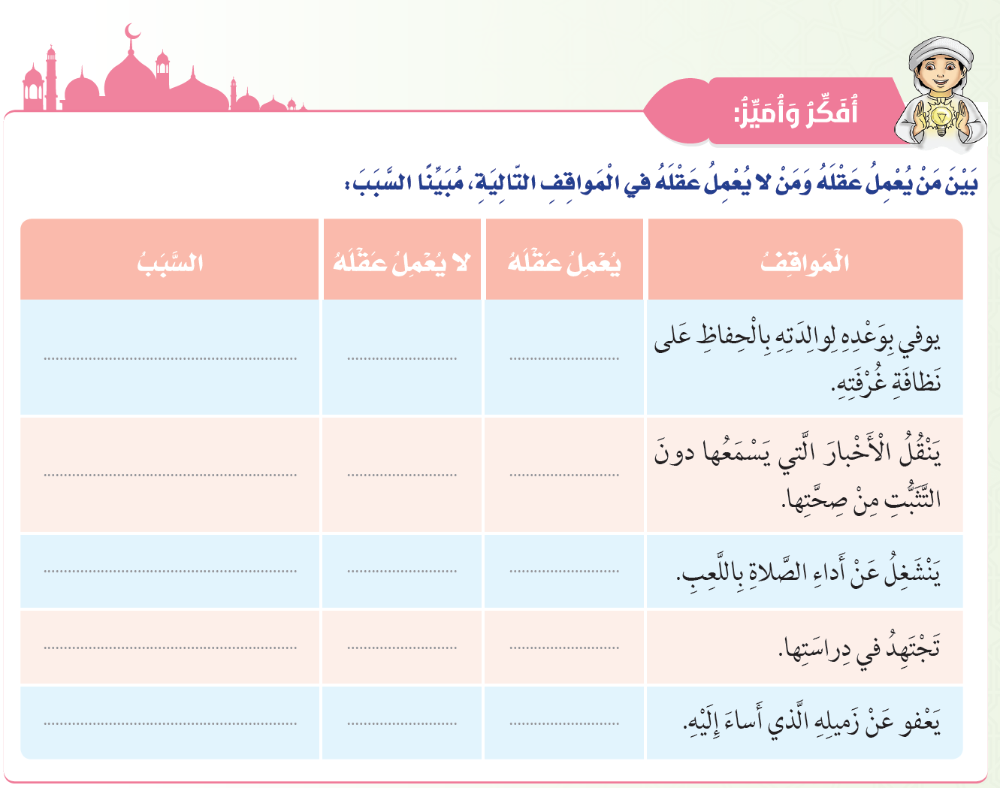 أُفَكِّرُ وَأُمَيِّزُ:
بَيْنَ مَنْ يُعْمِلُ عَقْلَهُ وَمَنْ لا يُعْمِلُ عَقْلَهُ في الْمَواقِفِ التّالِيَةِ، مُبَيِّنًا السَّبَبَ:
الْمَواقِفُ يُعْمِلُ عَقْلَهُ لا يُعْمِلُ عَقْلَهُ السَّبَبُ
يوفي بِوَعْدِهِ لِوالِدَتِهِ بِالْحِفاظِ عَلى
نَظافَةِ غُرْفَتِهِ.
يَنْقُلُ الْأَخْبارَ الَّتي يَسْمَعُها دونَ
التَّثَبُّتِ مِنْ صِحَّتِها.
يَنْشَغِلُ عَنْ أَداءِ الصَّلاةِ بِاللَّعِبِ.
تَجْتَهِدُ في دِراسَتِها.
يَعْفو عَنْ زَميلِهِ الَّذي أَساءَ إِلَيْهِ.